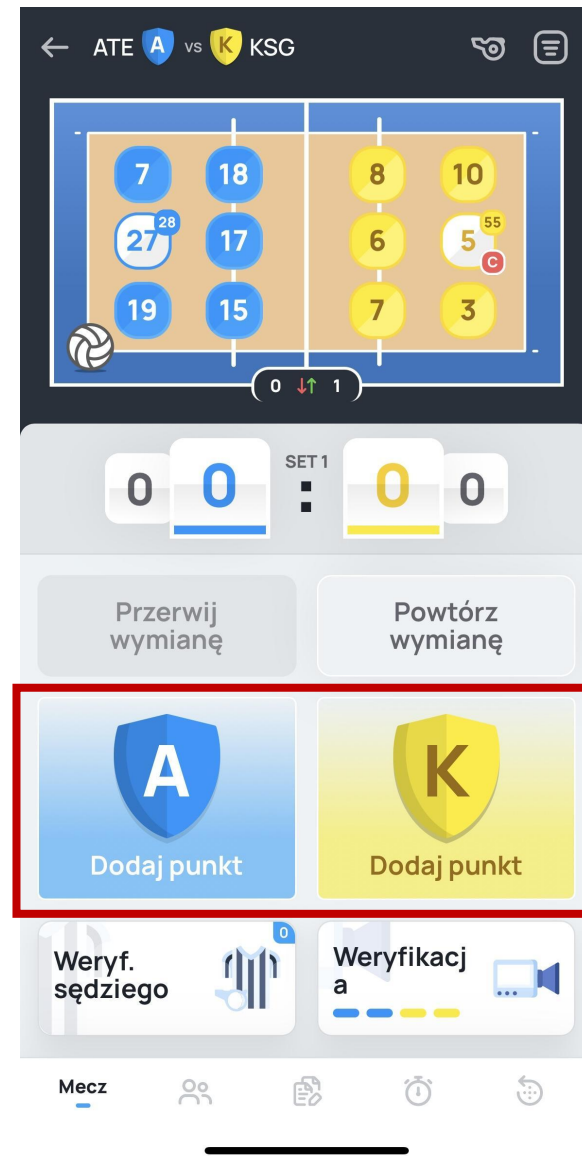 ATE A vs K KSG
7 18 8 10
27 28 17 6 5 55
C
19 15 7 3
0 1
SET 1
0 0 : 0 0
Przerwij
wymianę
Powtórz
wymianę
A
Dodaj punkt
K
Dodaj punkt
Weryf.
sędziego
0
Weryfikacj
a
Mecz